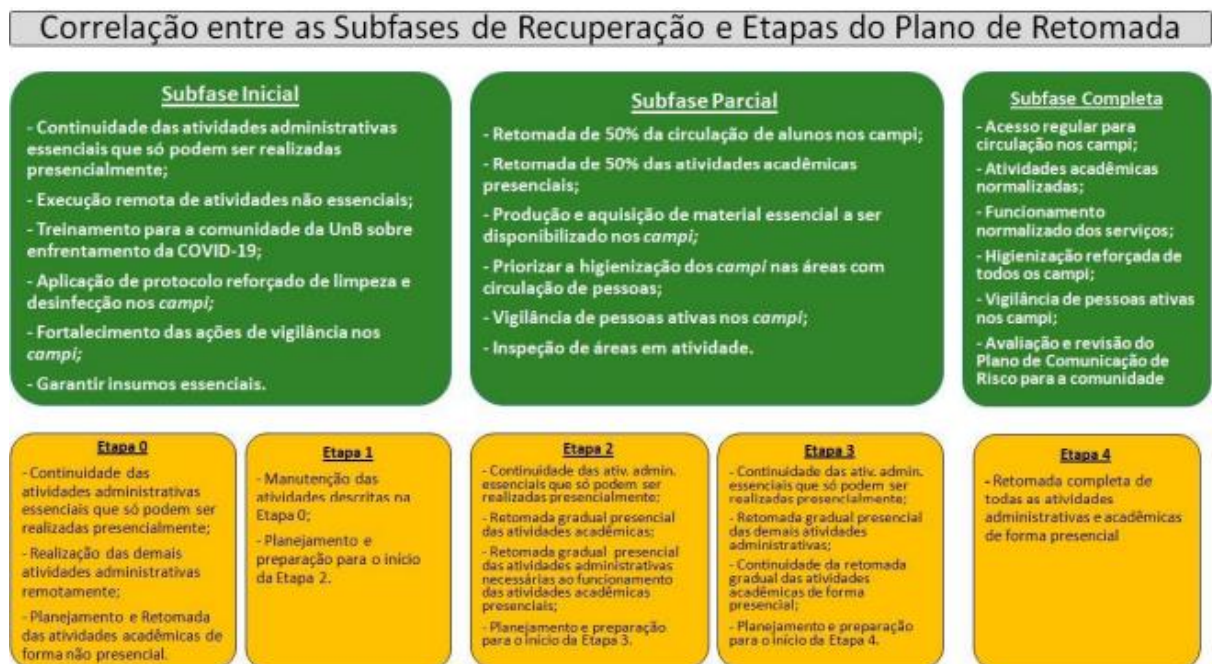 Correlação entre as Subfases de Recuperação e Etapas do Plano de Retomada
Subfase Inicial
- Continuidade das atividades administrativas
essenciais que só podem ser realizadas
presencialmente;
- Execução remota de atividades não essenciais;
- Treinamento para a comunidade da UnB sobre
enfrentamento da COVID-19;
- Aplicação de protocolo reforçado de limpeza e
desinfecção nos campi;
- Fortalecimento das ações de vigilância nos
campi;
- Garantir insumos essenciais.
Subfase Parcial
- Retomada de 50% da circulação de alunos nos campi;
- Retomada de 50% das atividades acadêmicas
presenciais;
- Produção e aquisição de material essencial a ser
disponibilizado nos campi;
- Priorizar a higienização dos campi nas áreas com
circulação de pessoas;
- Vigilância de pessoas ativas nos campi;
- Inspeção de áreas em atividade.
Subfase Completa
- Acesso regular para
circulação nos campi;
- Atividades acadêmicas
normalizadas;
- Funcionamento
normalizado dos serviços;
- Higienização reforçada de
todos os campi;
- Vigilância de pessoas ativas
nos campi;
- Avaliação e revisão do
Plano de Comunicação de
Risco para a comunidade
Etapa 0
- Continuidade das
atividades administrativas
essenciais que só podem ser
realizadas presencialmente;
- Realização das demais
atividades administrativas
remotamente;
- Planejamento e Retomada
das atividades acadêmicas de
forma não presencial.
Etapa 1
- Manutenção das
atividades descritas na
Etapa 0;
- Planejamento e
preparação para o início
da Etapa 2.
Etapa 2
- Continuidade das ativ. admin.
essenciais que só podem ser
realizadas presencialmente;
- Retomada gradual presencial
das atividades acadêmicas;
- Retomada gradual presencial
das atividades administrativas
necessárias ao funcionamento
das atividades acadêmicas
presenciais;
- Planejamento e preparação
para o início da Etapa 3.
Etapa 3
- Continuidade das ativ. admin.
essenciais que só podem ser
realizadas presencialmente;
- Retomada gradual presencial
das demais atividades
administrativas;
- Continuidade da retomada
gradual das atividades
acadêmicas de forma
presencial;
- Planejamento e preparação
para o início da Etapa 4.
Etapa 4
- Retomada completa de
todas as atividades
administrativas e acadêmicas
de forma presencial